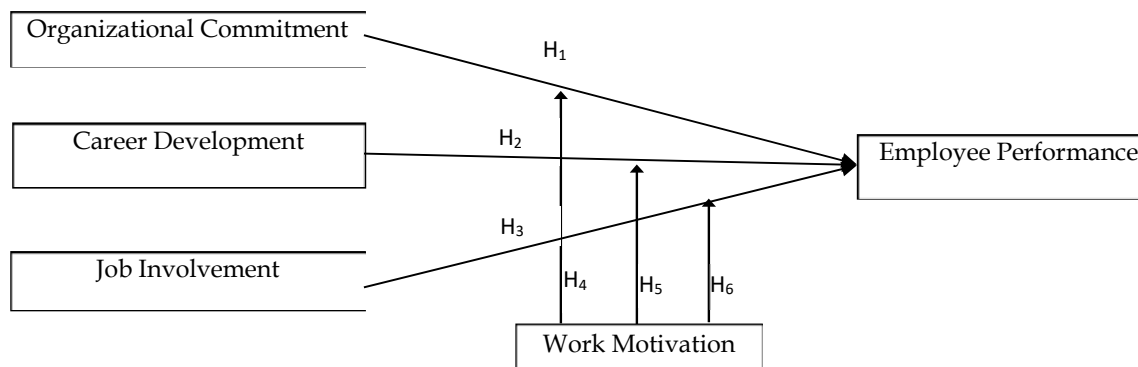 Organizational Commitment
H₁
Career Development
H₂
Employee Performance
H₃
Job Involvement
H₄
H₅
H₆
Work Motivation